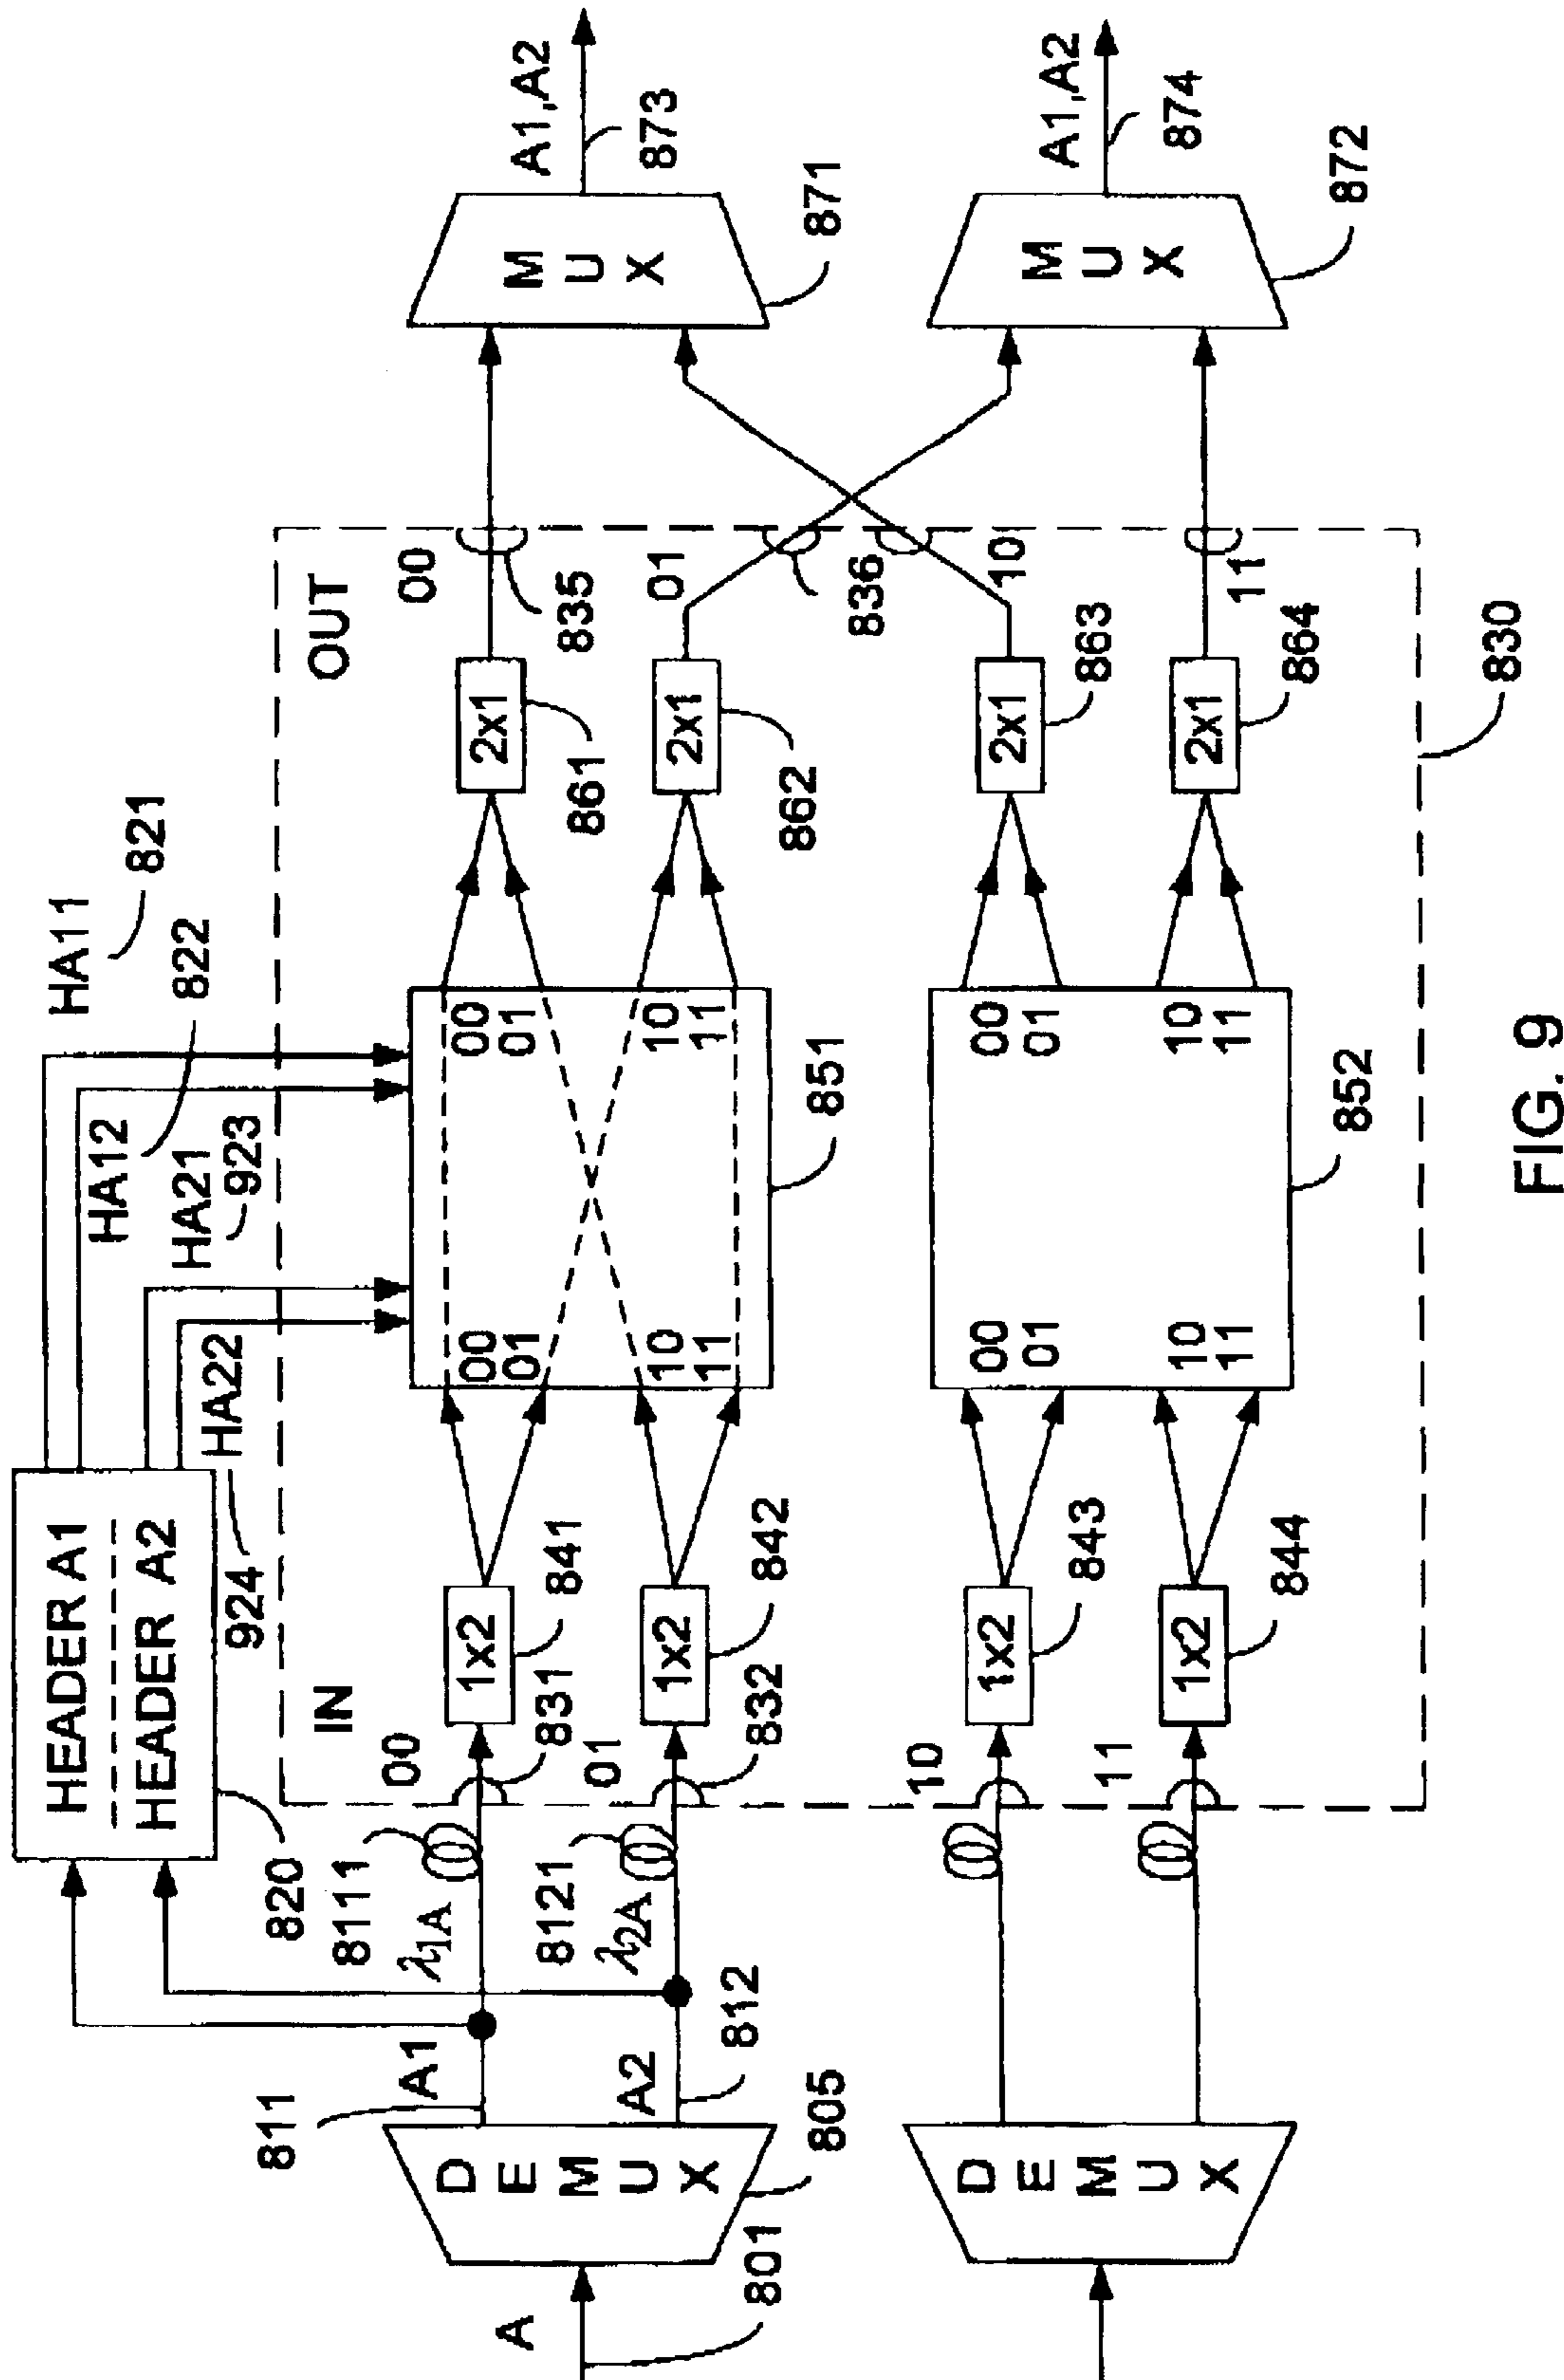 A
801
DEMUX
805
811
A1
A2
812
8111
λ1A
8121
λ2A
820
HEADER A1
HEADER A2
HA11
821
HA12
822
HA21
923
HA22
924
IN
OUT
00
831
01
832
10
11
1x2
841
1x2
842
1x2
843
1x2
844
00
01
10
11
00
01
10
11
851
00
01
10
11
00
01
10
11
852
2x1
861
2x1
862
2x1
863
2x1
864
00
835
01
836
10
11
830
DEMUX
MUX
871
A1,A2
873
MUX
872
A1,A2
874
FIG. 9